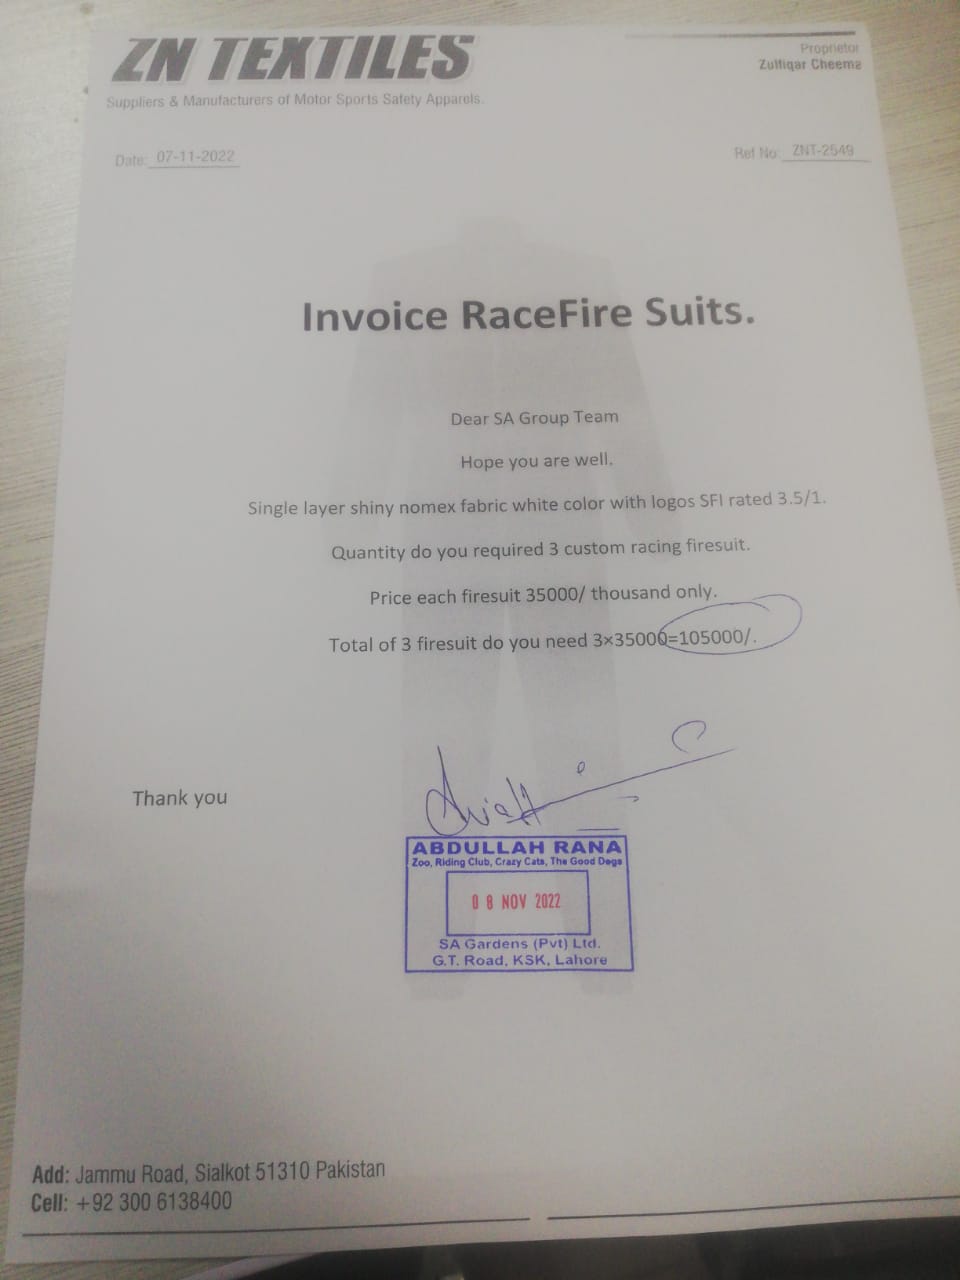 ZN TEXTILES
Suppliers & Manufacturers of Motor Sports Safety Apparels.
Proprietor
Zulfiqar Cheema
Date: 07-11-2022
Ref No: ZNT-2549
Invoice RaceFire Suits.
Dear SA Group Team
Hope you are well.
Single layer shiny nomex fabric white color with logos SFI rated 3.5/1.
Quantity do you required 3 custom racing firesuit.
Price each firesuit 35000/ thousand only.
Total of 3 firesuit do you need 3×35000=105000/.
Thank you
ABDULLAH RANA
Zoo, Riding Club, Crazy Cats, The Good Dogs
08 NOV 2022
SA Gardens (Pvt) Ltd.
G.T. Road, KSK, Lahore
Add: Jammu Road, Sialkot 51310 Pakistan
Cell: +92 300 6138400